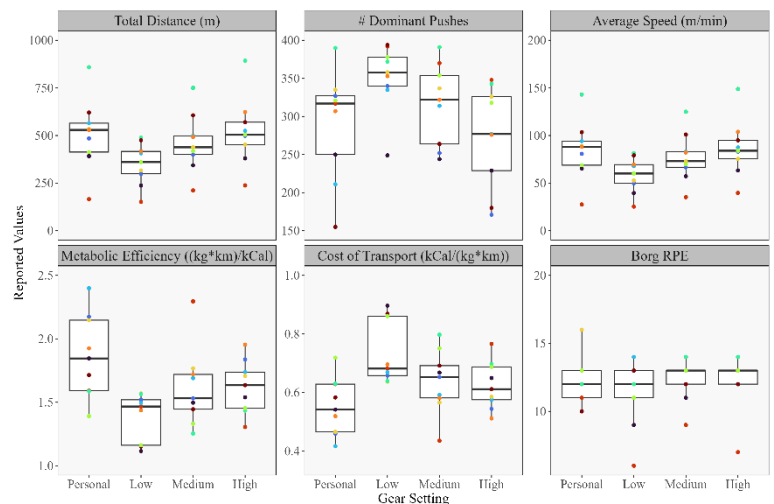 Total Distance (m)
# Dominant Pushes
Average Speed (m/min)
1000
750
500
250
0
400
350
300
250
200
150
200
150
100
50
0
Reported Values
Metabolic Efficiency ((kg*km)/kCal)
Cost of Transport (kCal/(kg*km))
Borg RPE
2.5
2.0
1.5
1.0
1.0
0.8
0.6
0.4
20
15
10
Personal Low Medium High
Personal Low Medium High
Personal Low Medium High
Gear Setting